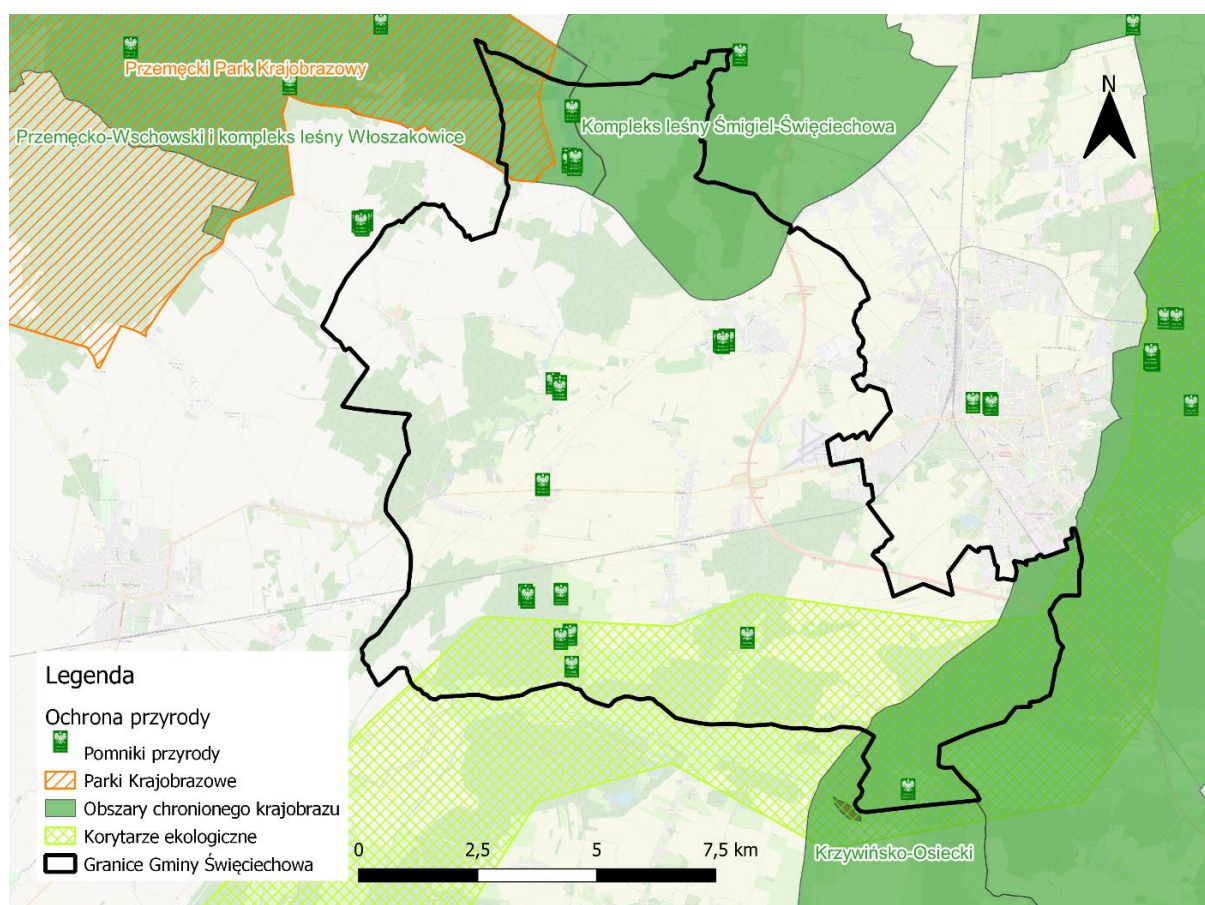 Przemęcki Park Krajobrazowy
N
Kompleks leśny Śmigiel-Święciechowa
Przemęcko-Wschowski i kompleks leśny Włoszakowice
Legenda
Ochrona przyrody
Pomniki przyrody
Parki Krajobrazowe
Obszary chronionego krajobrazu
Korytarze ekologiczne
Granice Gminy Święciechowa
0 2,5 5 7,5 km
Krzywińsko-Osiecki